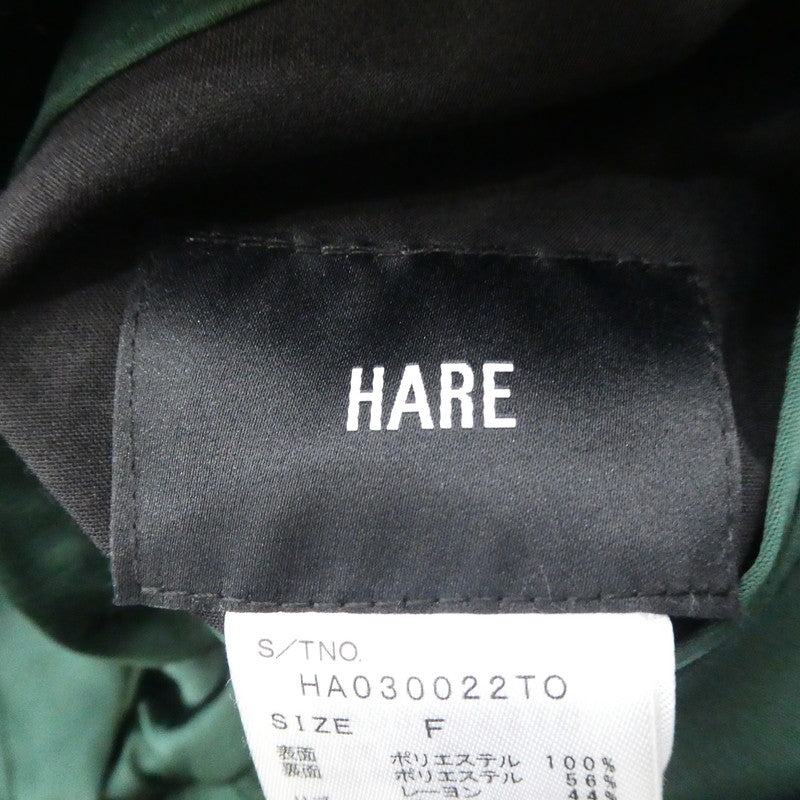 HARE
S/TNO.
HA030022TO
SIZE F
表面 ポリエステル 100%
裏面 ポリエステル 56%
レーヨン 44%